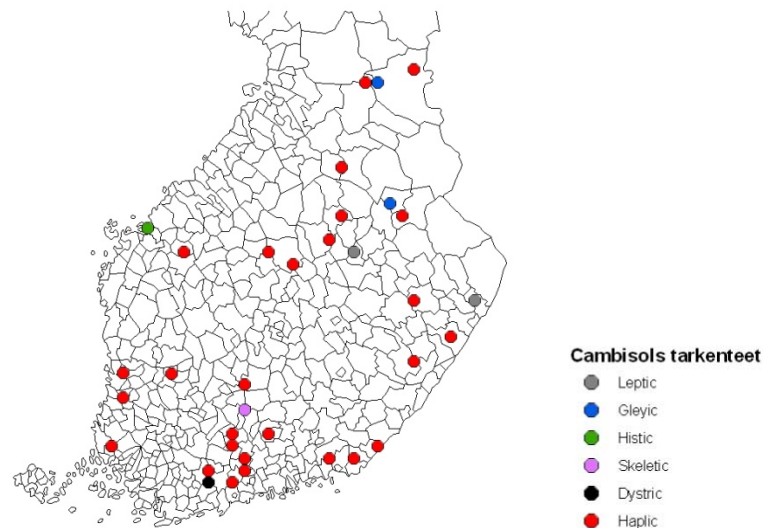 Cambisols tarkenteet
Leptic
Gleyic
Histic
Skeletic
Dystric
Haplic